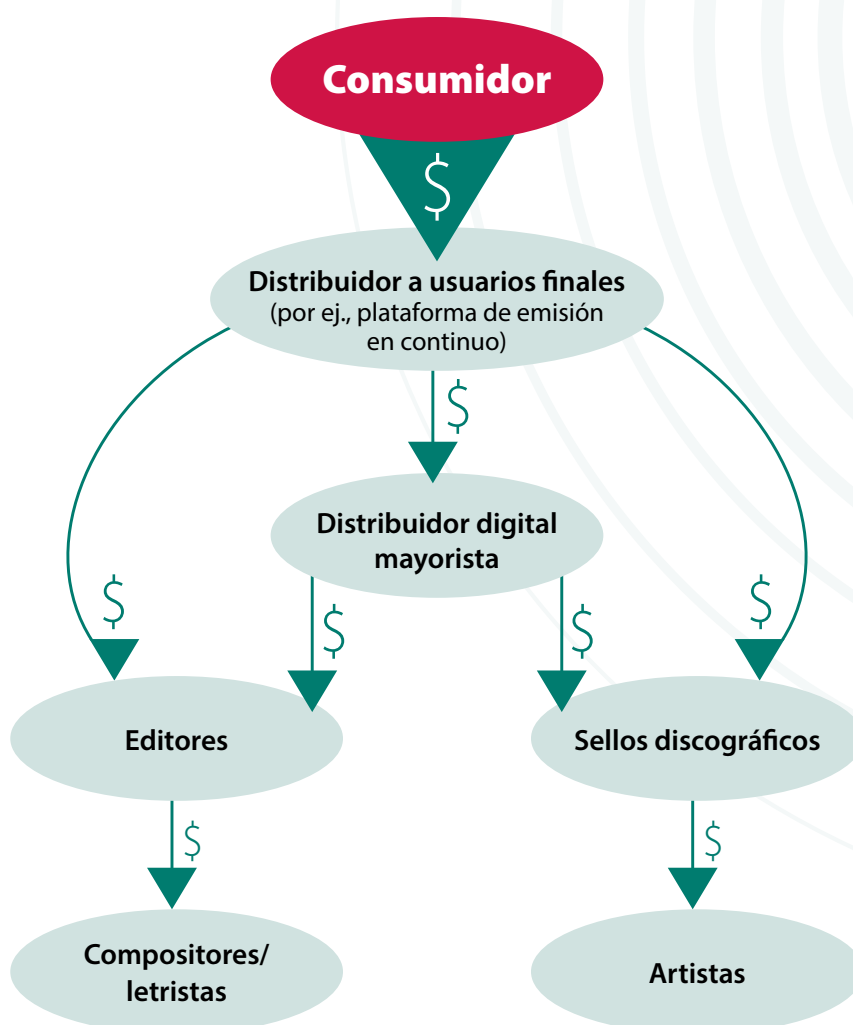 Consumidor
$
Distribuidor a usuarios finales
(por ej., plataforma de emisión
en continuo)
$
Distribuidor digital
mayorista
$
$
$
$
Editores
Sellos discográficos
$
$
Compositores/
letristas
Artistas